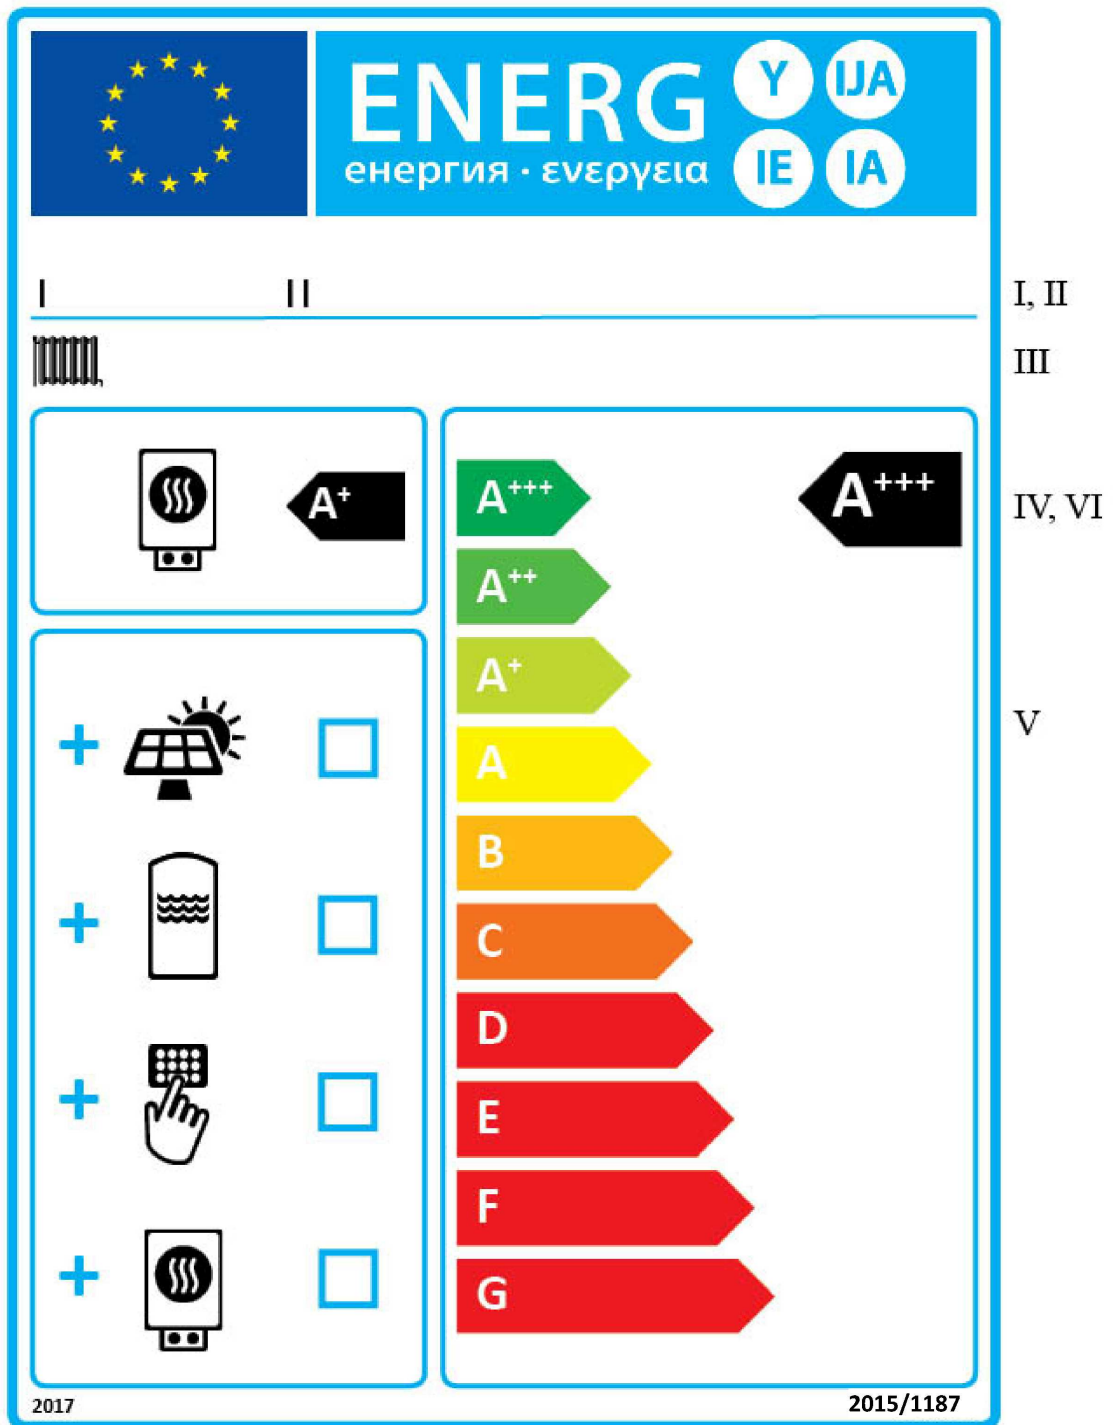 ENERG Y IJA
енергия · ενεργεια IE IA
I II I, II
III
A+ A+++ A+++ IV, VI
A++
A+
V
A
B
C
D
E
F
G
2017 2015/1187